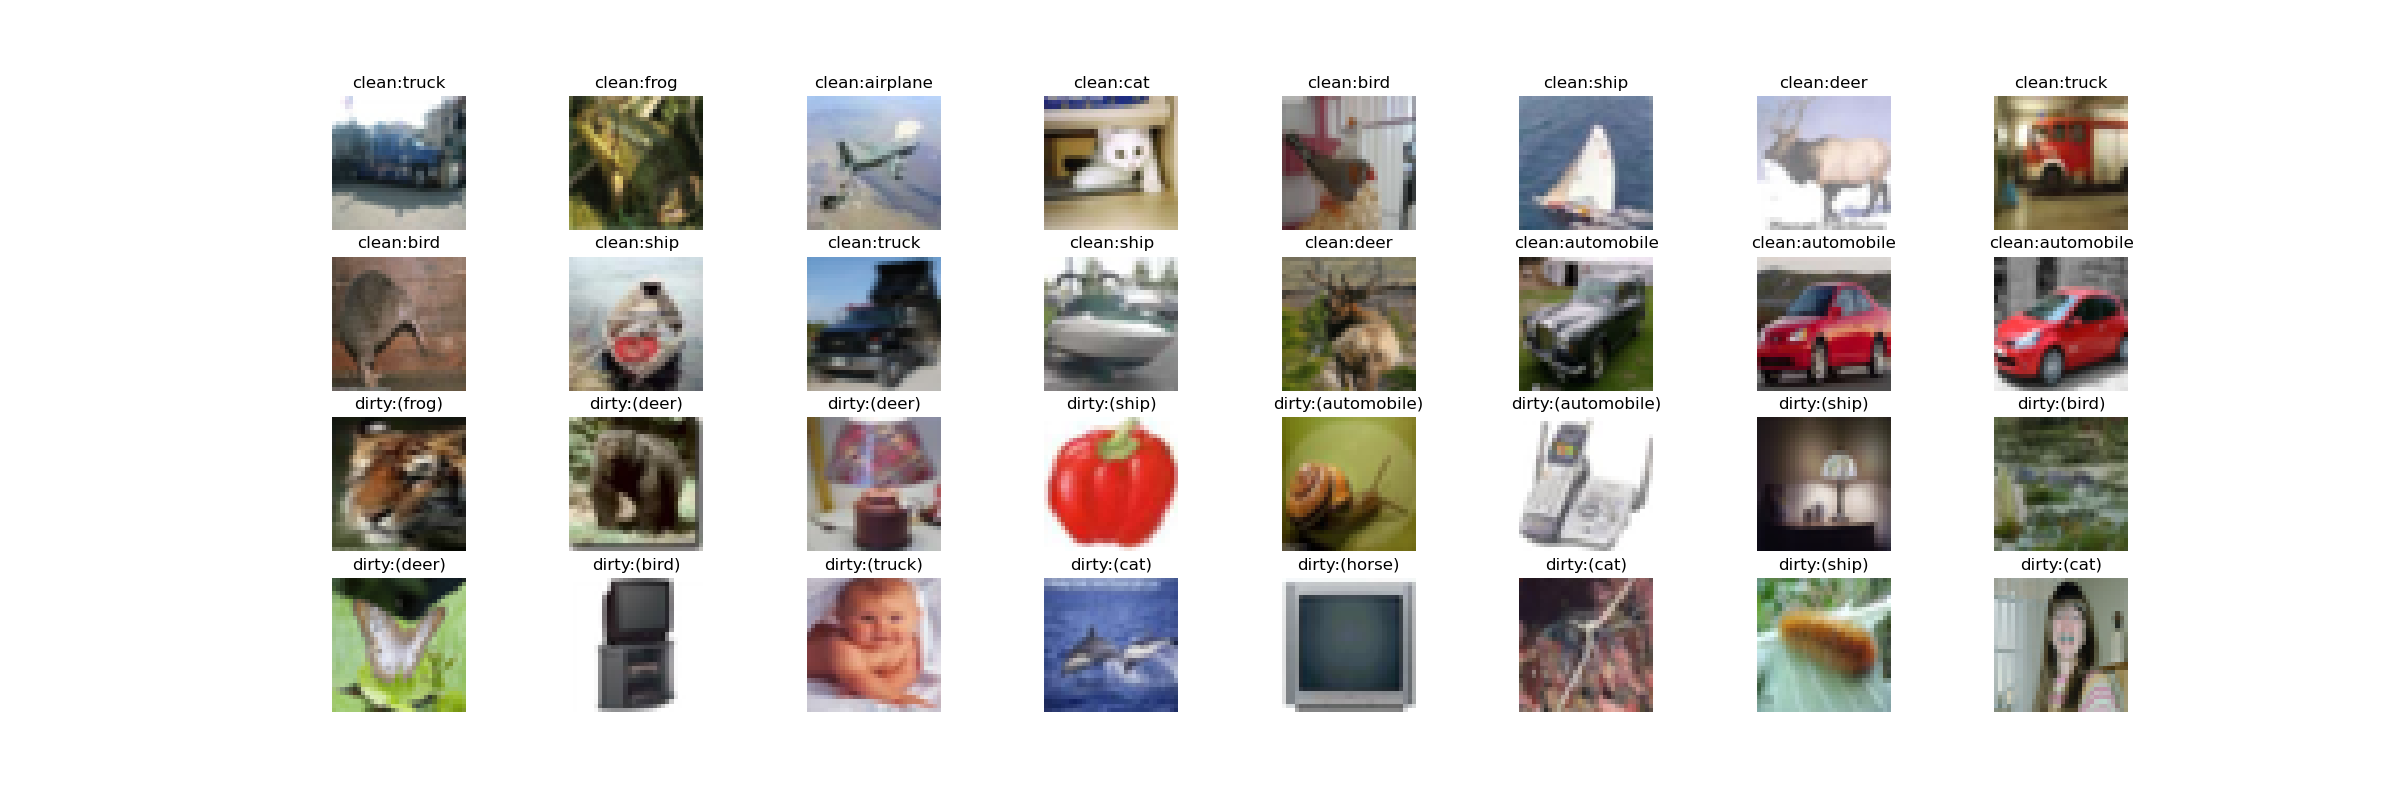 clean:truck clean:frog clean:airplane clean:cat clean:bird clean:ship clean:deer clean:truck
clean:bird clean:ship clean:truck clean:ship clean:deer clean:automobile clean:automobile clean:automobile
dirty:(frog) dirty:(deer) dirty:(deer) dirty:(ship) dirty:(automobile) dirty:(automobile) dirty:(ship) dirty:(bird)
dirty:(deer) dirty:(bird) dirty:(truck) dirty:(cat) dirty:(horse) dirty:(cat) dirty:(ship) dirty:(cat)